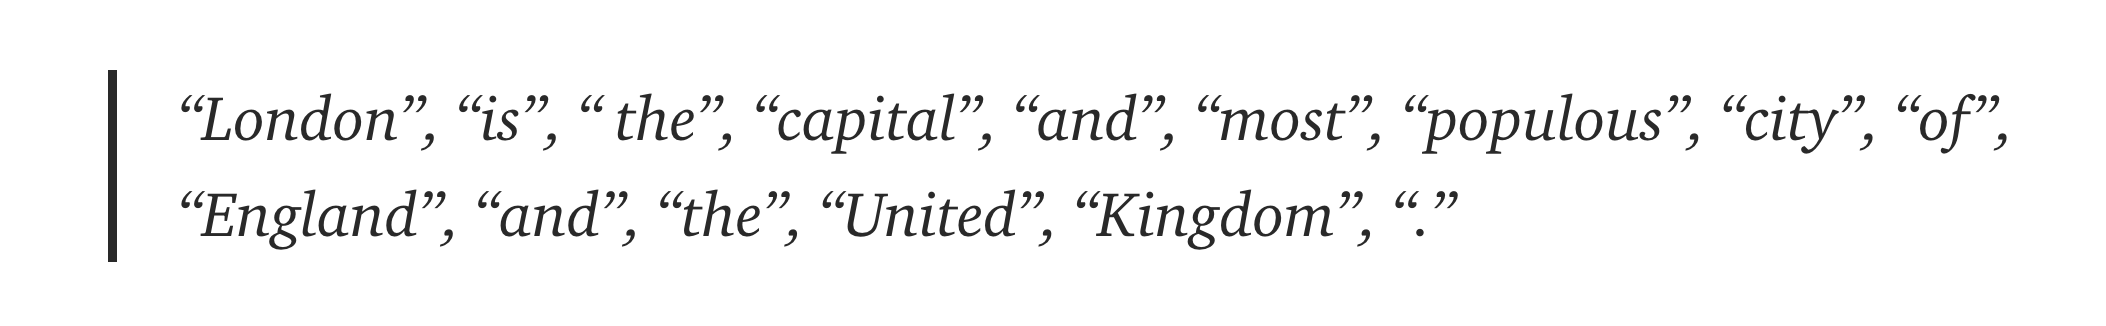 “London”, “is”, “ the”, “capital”, “and”, “most”, “populous”, “city”, “of”,
“England”, “and”, “the”, “United”, “Kingdom”, “.”